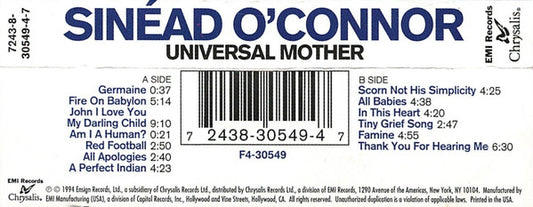 7243-8-
30549-4-7
SINÉAD O'CONNOR
UNIVERSAL MOTHER
EMI Records
Chrysalis®
A SIDE
Germaine 0:37
Fire On Babylon 5:14
John I Love You
My Darling Child 9:10
Am I A Human? 0:21
Red Football 2:50
All Apologies 2:40
A Perfect Indian 4:23
7 2438-30549-4 7
F4-30549
B SIDE
Scorn Not His Simplicity 4:25
All Babies 4:38
In This Heart 4:20
Tiny Grief Song 2:47
Famine 4:55
Thank You For Hearing Me 6:30
EMI Records
Chrysalis.
℗ © 1994 Ensign Records, Ltd., a subsidiary of Chrysalis Records Ltd., distributed by Chrysalis Records Ltd., a division of EMI Records, 1290 Avenue of the Americas, New York, NY 10104. Manufactured by
EMI Manufacturing (USA), a division of Capitol Records, Inc., Hollywood and Vine Streets, Hollywood, CA. All rights reserved. Unauthorized duplication is a violation of applicable laws. Printed in the USA.